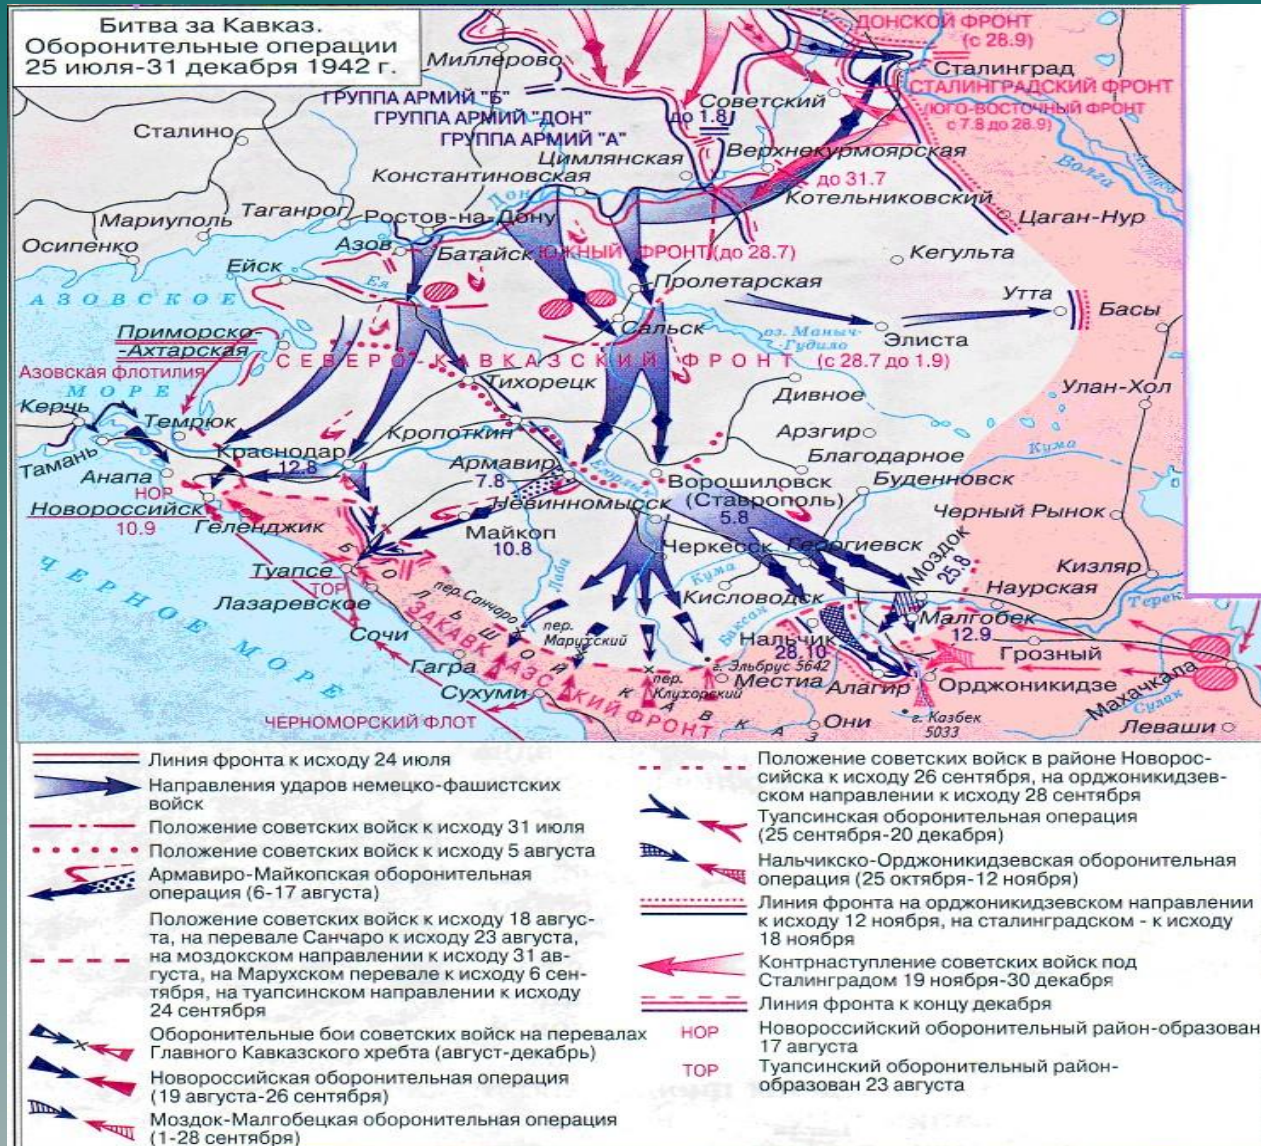 Битва за Кавказ.
Оборонительные операции
25 июля-31 декабря 1942 г.
ДОНСКОЙ ФРОНТ
(с 28.9)
Миллерово
Сталинград
СТАЛИНГРАДСКИЙ ФРОНТ
(ЮГО-ВОСТОЧНЫЙ ФРОНТ
с 7.8 до 28.9)
ГРУППА АРМИЙ "Б"
ГРУППА АРМИЙ "ДОН"
ГРУППА АРМИЙ "А"
Советский
до 1.8
Сталино
Цимлянская
Верхнекурмоярская
Константиновская
до 31.7
Волга
Ахтуба
Дон
Котельниковский
Мариуполь
Таганрог
Ростов-на-Дону
Цаган-Нур
Осипенко
Азов
Батайск
ЮЖНЫЙ ФРОНТ (до 28.7)
Кегульта
Ейск
Ея
Пролетарская
АЗОВСКОЕ
Утта
Басы
Приморско-
-Ахтарская
Сальск
оз. Маныч-
-Гудило
Элиста
СЕВЕРО-КАВКАЗСКИЙ ФРОНТ (с 28.7 до 1.9)
Азовская флотилия
МОРЕ
Тихорецк
Дивное
Улан-Хол
Керчь
Темрюк
Кропоткин
Арзгир
Тамань
Краснодар
12.8
Армавир
7.8
Егорлык
Благодарное
Кума
Анапа
НОР
Ворошиловск
(Ставрополь)
5.8
Буденновск
Новороссийск
10.9
Невинномысск
Геленджик
Майкоп
10.8
Черный Рынок
Черкесск
Георгиевск
Моздок
25.8
Туапсе
ТОР
Лаба
Кума
Кизляр
ЧЕРНОЕ МОРЕ
Лазаревское
пер.Санчаро
Кисловодск
Наурская
Терек
Сочи
БОЛЬШОЙ КАВКАЗ
ЗАКАВКАЗСКИЙ ФРОНТ
пер.
Марухский
Баксан
Нальчик
28.10
Малгобек
12.9
Грозный
Гагра
г. Эльбрус 5642
Местиа
пер.
Клухорский
Алагир
Орджоникидзе
Махачкала
Сулак
Сухуми
ЧЕРНОМОРСКИЙ ФЛОТ
Они
г. Казбек
5033
Леваши
Линия фронта к исходу 24 июля
Направления ударов немецко-фашистских
войск
Положение советских войск к исходу 31 июля
Положение советских войск к исходу 5 августа
Армавиро-Майкопская оборонительная
операция (6-17 августа)
Положение советских войск к исходу 18 авгус-
та, на перевале Санчаро к исходу 23 августа,
на моздокском направлении к исходу 31 ав-
густа, на Марухском перевале к исходу 6 сен-
тября, на туапсинском направлении к исходу
24 сентября
Оборонительные бои советских войск на перевалах
Главного Кавказского хребта (август-декабрь)
Новороссийская оборонительная операция
(19 августа-26 сентября)
Моздок-Малгобецкая оборонительная операция
(1-28 сентября)
Положение советских войск в районе Новорос-
сийска к исходу 26 сентября, на орджоникидзев-
ском направлении к исходу 28 сентября
Туапсинская оборонительная операция
(25 сентября-20 декабря)
Нальчикско-Орджоникидзевская оборонительная
операция (25 октября-12 ноября)
Линия фронта на орджоникидзевском направлении
к исходу 12 ноября, на сталинградском - к исходу
18 ноября
Контрнаступление советских войск под
Сталинградом 19 ноября-30 декабря
Линия фронта к концу декабря
НОР
Новороссийский оборонительный район-образован
17 августа
ТОР
Туапсинский оборонительный район-
образован 23 августа